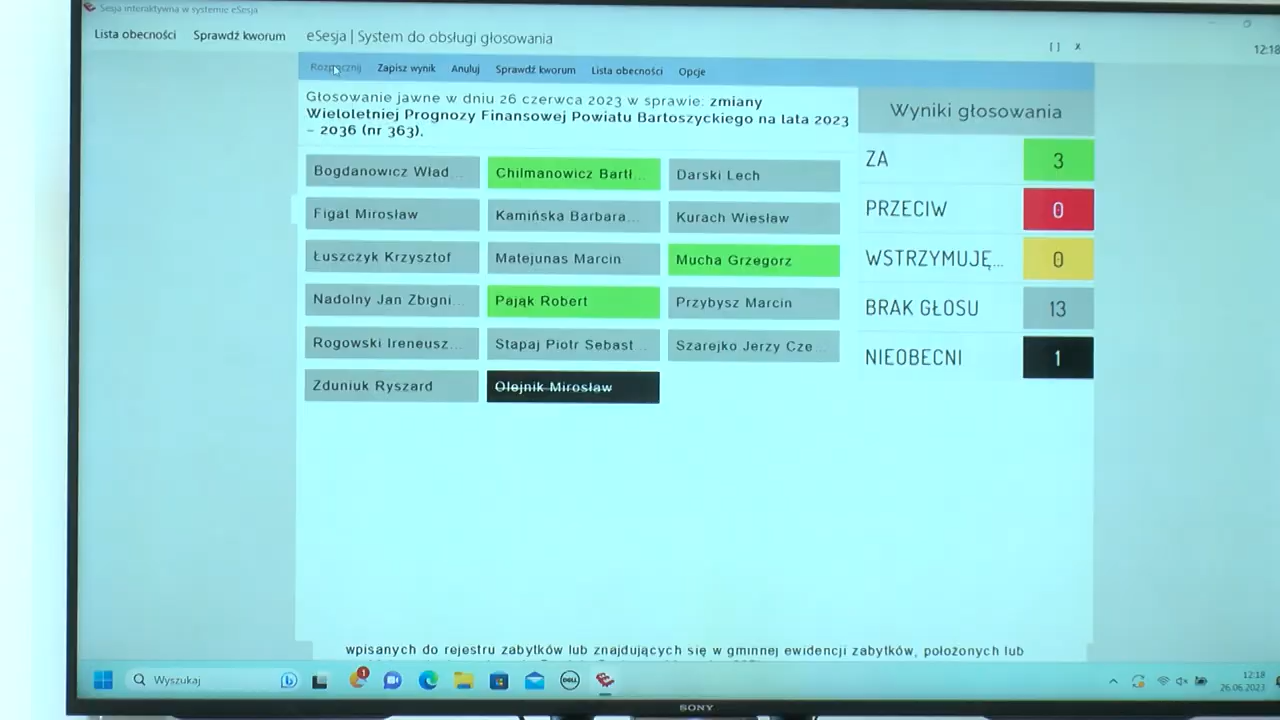 Sesja interaktywna w systemie eSesja
Lista obecności Sprawdź kworum eSesja | System do obsługi głosowania
[ ] x
12:18
Rozpocznij Zapisz wynik Anuluj Sprawdź kworum Lista obecności Opcje
Głosowanie jawne w dniu 26 czerwca 2023 w sprawie: zmiany
Wieloletniej Prognozy Finansowej Powiatu Bartoszyckiego na lata 2023
– 2036 (nr 363).
Wyniki głosowania
Bogdanowicz Wład... Chilmanowicz Bartł... Darski Lech
Figat Mirosław Kamińska Barbara... Kurach Wiesław
Łuszczyk Krzysztof Matejunas Marcin Mucha Grzegorz
Nadolny Jan Zbigni... Pająk Robert Przybysz Marcin
Rogowski Ireneusz... Stapaj Piotr Sebast... Szarejko Jerzy Cze...
Zduniuk Ryszard Olejnik Mirosław
ZA 3
PRZECIW 0
WSTRZYMUJĘ... 0
BRAK GŁOSU 13
NIEOBECNI 1
wpisanych do rejestru zabytków lub znajdujących się w gminnej ewidencji zabytków, położonych lub
Wyszukaj
1
DELL
12:18
26.06.2023
SONY